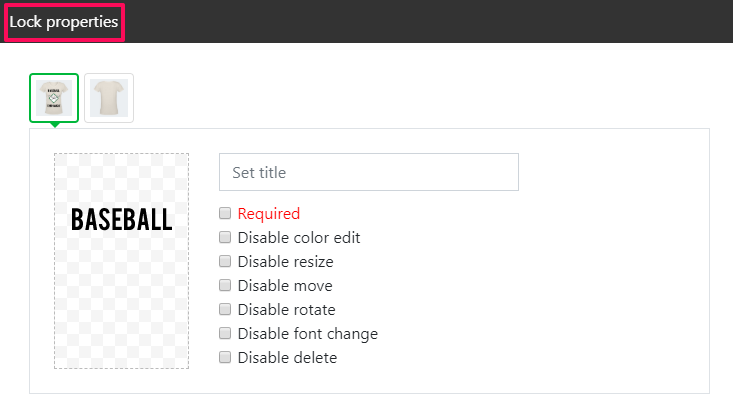 Lock properties
BASEBALL
Set title
Required
Disable color edit
Disable resize
Disable move
Disable rotate
Disable font change
Disable delete